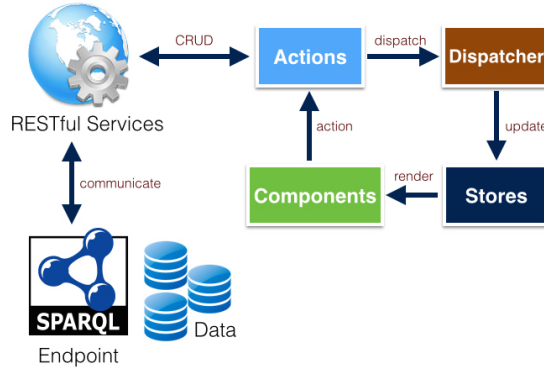 CRUD
Actions
dispatch
Dispatcher
RESTful Services
action
update
communicate
Components
render
Stores
SPARQL
Data
Endpoint